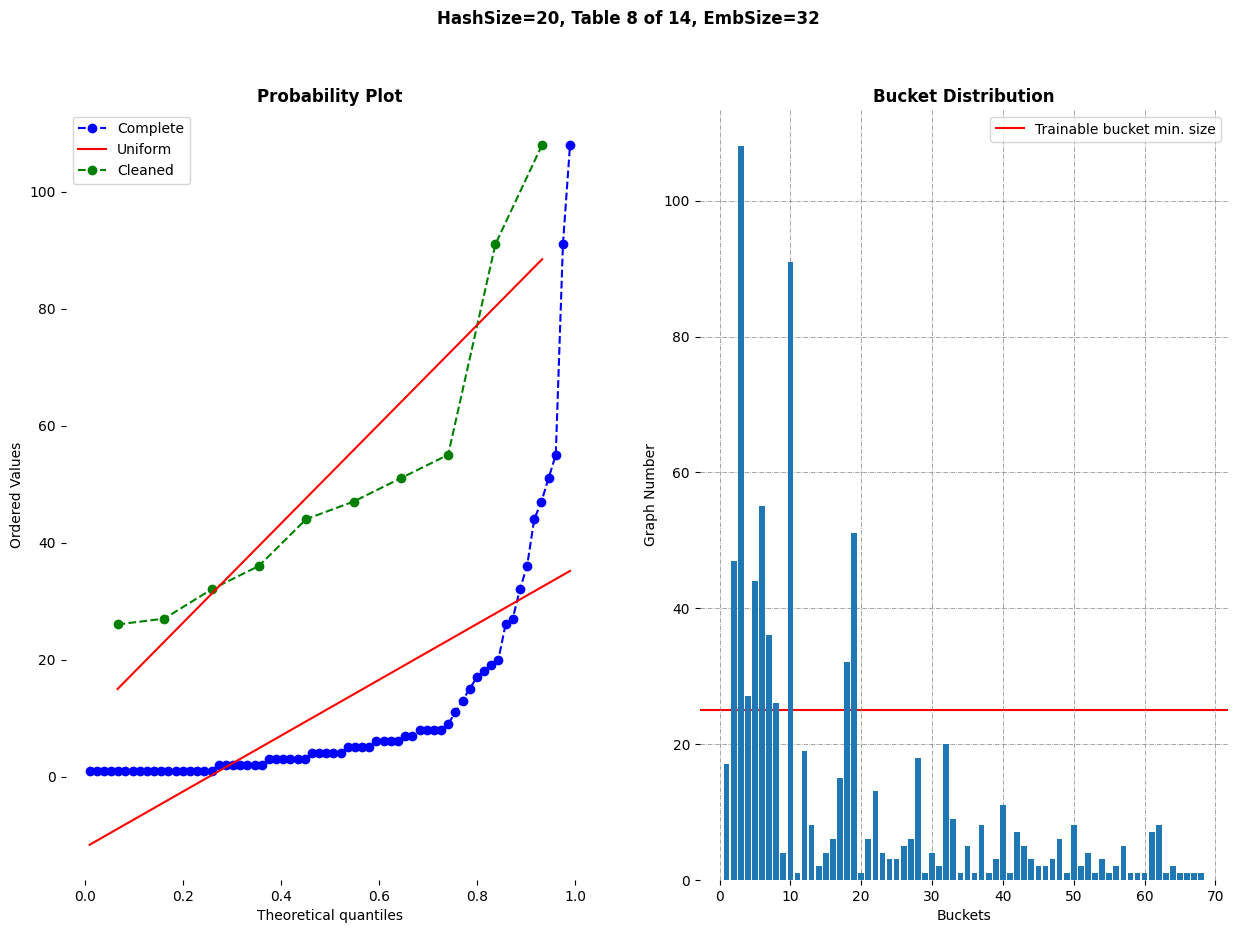 HashSize=20, Table 8 of 14, EmbSize=32
Probability Plot
Complete
Uniform
Cleaned
100
80
60
40
20
0
Ordered Values
0.0 0.2 0.4 0.6 0.8 1.0
Theoretical quantiles
Bucket Distribution
Trainable bucket min. size
100
80
60
40
20
0
Graph Number
0 10 20 30 40 50 60 70
Buckets